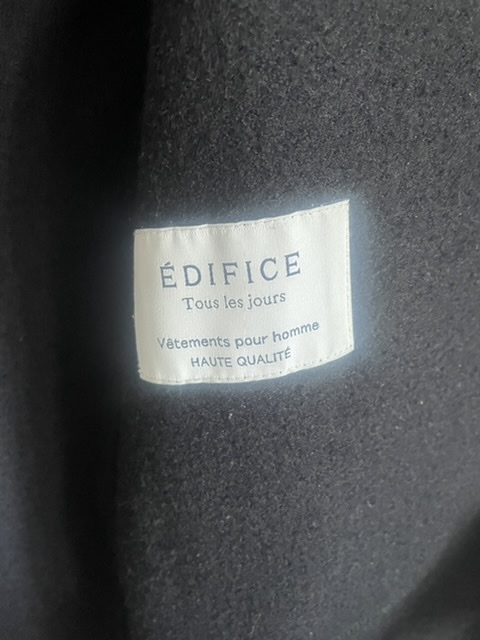 ÉDIFICE
Tous les jours
Vêtements pour homme
HAUTE QUALITÉ